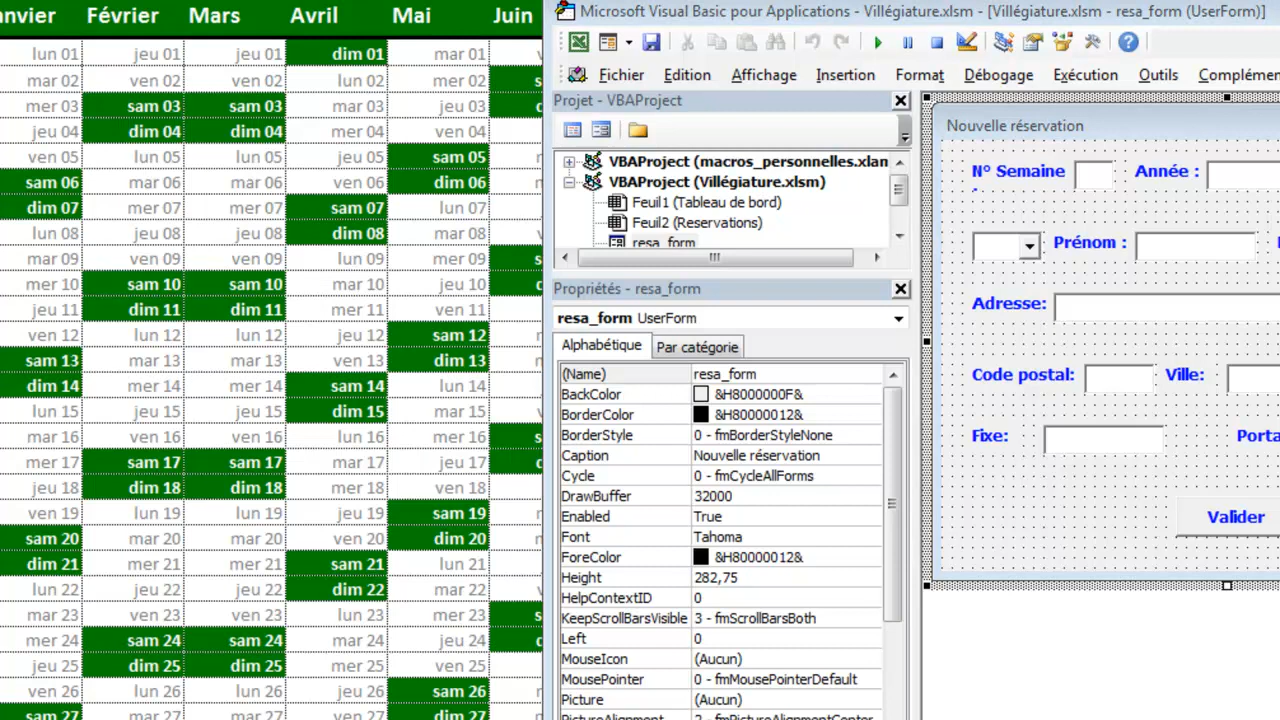 nvier Février Mars Avril Mai Juin
lun 01 jeu 01 jeu 01 dim 01 mar 01
mar 02 ven 02 ven 02 lun 02 mer 02
mer 03 sam 03 sam 03 mar 03 jeu 03
jeu 04 dim 04 dim 04 mer 04 ven 04
ven 05 lun 05 lun 05 jeu 05 sam 05
sam 06 mar 06 mar 06 ven 06 dim 06
dim 07 mer 07 mer 07 sam 07 lun 07
lun 08 jeu 08 jeu 08 dim 08 mar 08
mar 09 ven 09 ven 09 lun 09 mer 09
mer 10 sam 10 sam 10 mar 10 jeu 10
jeu 11 dim 11 dim 11 mer 11 ven 11
ven 12 lun 12 lun 12 jeu 12 sam 12
sam 13 mar 13 mar 13 ven 13 dim 13
dim 14 mer 14 mer 14 sam 14 lun 14
lun 15 jeu 15 jeu 15 dim 15 mar 15
mar 16 ven 16 ven 16 lun 16 mer 16
mer 17 sam 17 sam 17 mar 17 jeu 17
jeu 18 dim 18 dim 18 mer 18 ven 18
ven 19 lun 19 lun 19 jeu 19 sam 19
sam 20 mar 20 mar 20 ven 20 dim 20
dim 21 mer 21 mer 21 sam 21 lun 21
lun 22 jeu 22 jeu 22 dim 22 mar 22
mar 23 ven 23 ven 23 lun 23 mer 23
mer 24 sam 24 sam 24 mar 24 jeu 24
jeu 25 dim 25 dim 25 mer 25 ven 25
ven 26 lun 26 lun 26 jeu 26 sam 26
sam 27 mar 27 mar 27 ven 27 dim 27
Microsoft Visual Basic pour Applications - Villégiature.xlsm - [Villégiature.xlsm - resa_form (UserForm)]
Fichier Edition Affichage Insertion Format Débogage Exécution Outils Complémen
Projet - VBAProject
VBAProject (macros_personnelles.xlam
VBAProject (Villégiature.xlsm)
Feuil1 (Tableau de bord)
Feuil2 (Reservations)
resa_form
Propriétés - resa_form
resa_form UserForm
Alphabétique Par catégorie
(Name) resa_form
BackColor &H8000000F&
BorderColor &H80000012&
BorderStyle 0 - fmBorderStyleNone
Caption Nouvelle réservation
Cycle 0 - fmCycleAllForms
DrawBuffer 32000
Enabled True
Font Tahoma
ForeColor &H80000012&
Height 282,75
HelpContextID 0
KeepScrollBarsVisible 3 - fmScrollBarsBoth
Left 0
MouseIcon (Aucun)
MousePointer 0 - fmMousePointerDefault
Picture (Aucun)
PictureAlignment 2 - fmPictureAlignmentCenter
Nouvelle réservation
N° Semaine Année :
Prénom :
Adresse:
Code postal: Ville:
Fixe: Porta
Valider